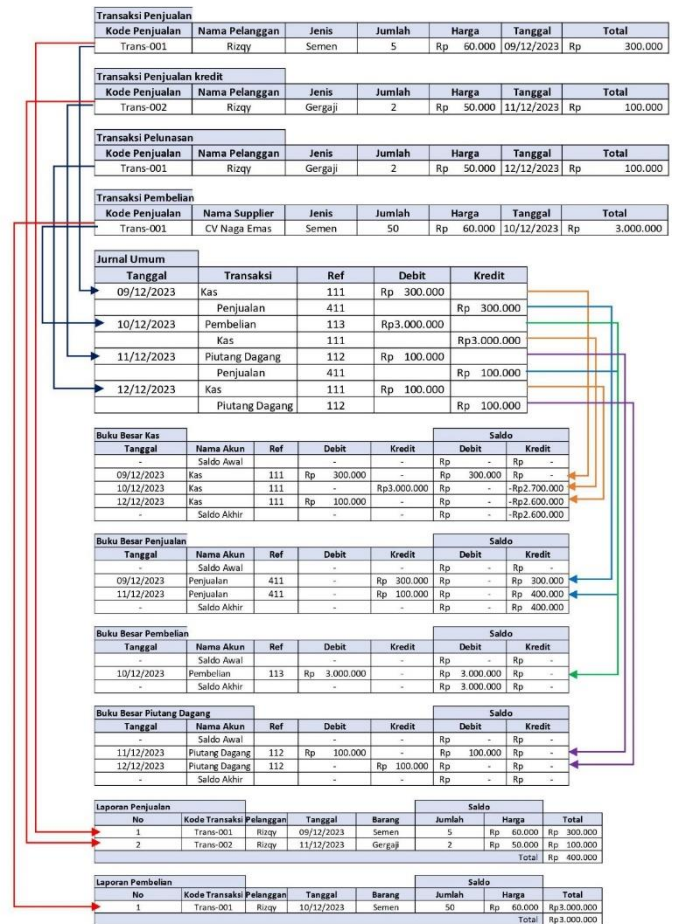 Transaksi Penjualan
Kode Penjualan Nama Pelanggan Jenis Jumlah Harga Tanggal Total
Trans-001 Rizqy Semen 5 Rp 60.000 09/12/2023 Rp 300.000
Transaksi Penjualan kredit
Kode Penjualan Nama Pelanggan Jenis Jumlah Harga Tanggal Total
Trans-002 Rizqy Gergaji 2 Rp 50.000 11/12/2023 Rp 100.000
Transaksi Pelunasan
Kode Penjualan Nama Pelanggan Jenis Jumlah Harga Tanggal Total
Trans-001 Rizqy Gergaji 2 Rp 50.000 12/12/2023 Rp 100.000
Transaksi Pembelian
Kode Penjualan Nama Supplier Jenis Jumlah Harga Tanggal Total
Trans-001 CV Naga Emas Semen 50 Rp 60.000 10/12/2023 Rp 3.000.000
Jurnal Umum
Tanggal Transaksi Ref Debit Kredit
09/12/2023 Kas 111 Rp 300.000
Penjualan 411 Rp 300.000
10/12/2023 Pembelian 113 Rp3.000.000
Kas 111 Rp3.000.000
11/12/2023 Piutang Dagang 112 Rp 100.000
Penjualan 411 Rp 100.000
12/12/2023 Kas 111 Rp 100.000
Piutang Dagang 112 Rp 100.000
Buku Besar Kas Saldo
Tanggal Nama Akun Ref Debit Kredit Debit Kredit
- Saldo Awal - - Rp - Rp -
09/12/2023 Kas 111 Rp 300.000 - Rp 300.000 Rp -
10/12/2023 Kas 111 - Rp3.000.000 Rp - -Rp2.700.000
12/12/2023 Kas 111 Rp 100.000 - Rp - -Rp2.600.000
- Saldo Akhir - - Rp - -Rp2.600.000
Buku Besar Penjualan Saldo
Tanggal Nama Akun Ref Debit Kredit Debit Kredit
- Saldo Awal - - Rp - Rp -
09/12/2023 Penjualan 411 - Rp 300.000 Rp - Rp 300.000
11/12/2023 Penjualan 411 - Rp 100.000 Rp - Rp 400.000
- Saldo Akhir - - Rp - Rp 400.000
Buku Besar Pembelian Saldo
Tanggal Nama Akun Ref Debit Kredit Debit Kredit
- Saldo Awal - - Rp - Rp -
10/12/2023 Pembelian 113 Rp 3.000.000 - Rp 3.000.000 Rp -
- Saldo Akhir - - Rp 3.000.000 Rp -
Buku Besar Piutang Dagang Saldo
Tanggal Nama Akun Ref Debit Kredit Debit Kredit
- Saldo Awal - - Rp - Rp -
11/12/2023 Piutang Dagang 112 Rp 100.000 - Rp 100.000 Rp -
12/12/2023 Piutang Dagang 112 - Rp 100.000 Rp - Rp -
- Saldo Akhir - - Rp - Rp -
Laporan Penjualan Saldo
No Kode Transaksi Pelanggan Tanggal Barang Jumlah Harga Total
1 Trans-001 Rizqy 09/12/2023 Semen 5 Rp 60.000 Rp 300.000
2 Trans-002 Rizqy 11/12/2023 Gergaji 2 Rp 50.000 Rp 100.000
Total Rp 400.000
Laporan Pembelian Saldo
No Kode Transaksi Pelanggan Tanggal Barang Jumlah Harga Total
1 Trans-001 Rizqy 10/12/2023 Semen 50 Rp 60.000 Rp3.000.000
Total Rp3.000.000